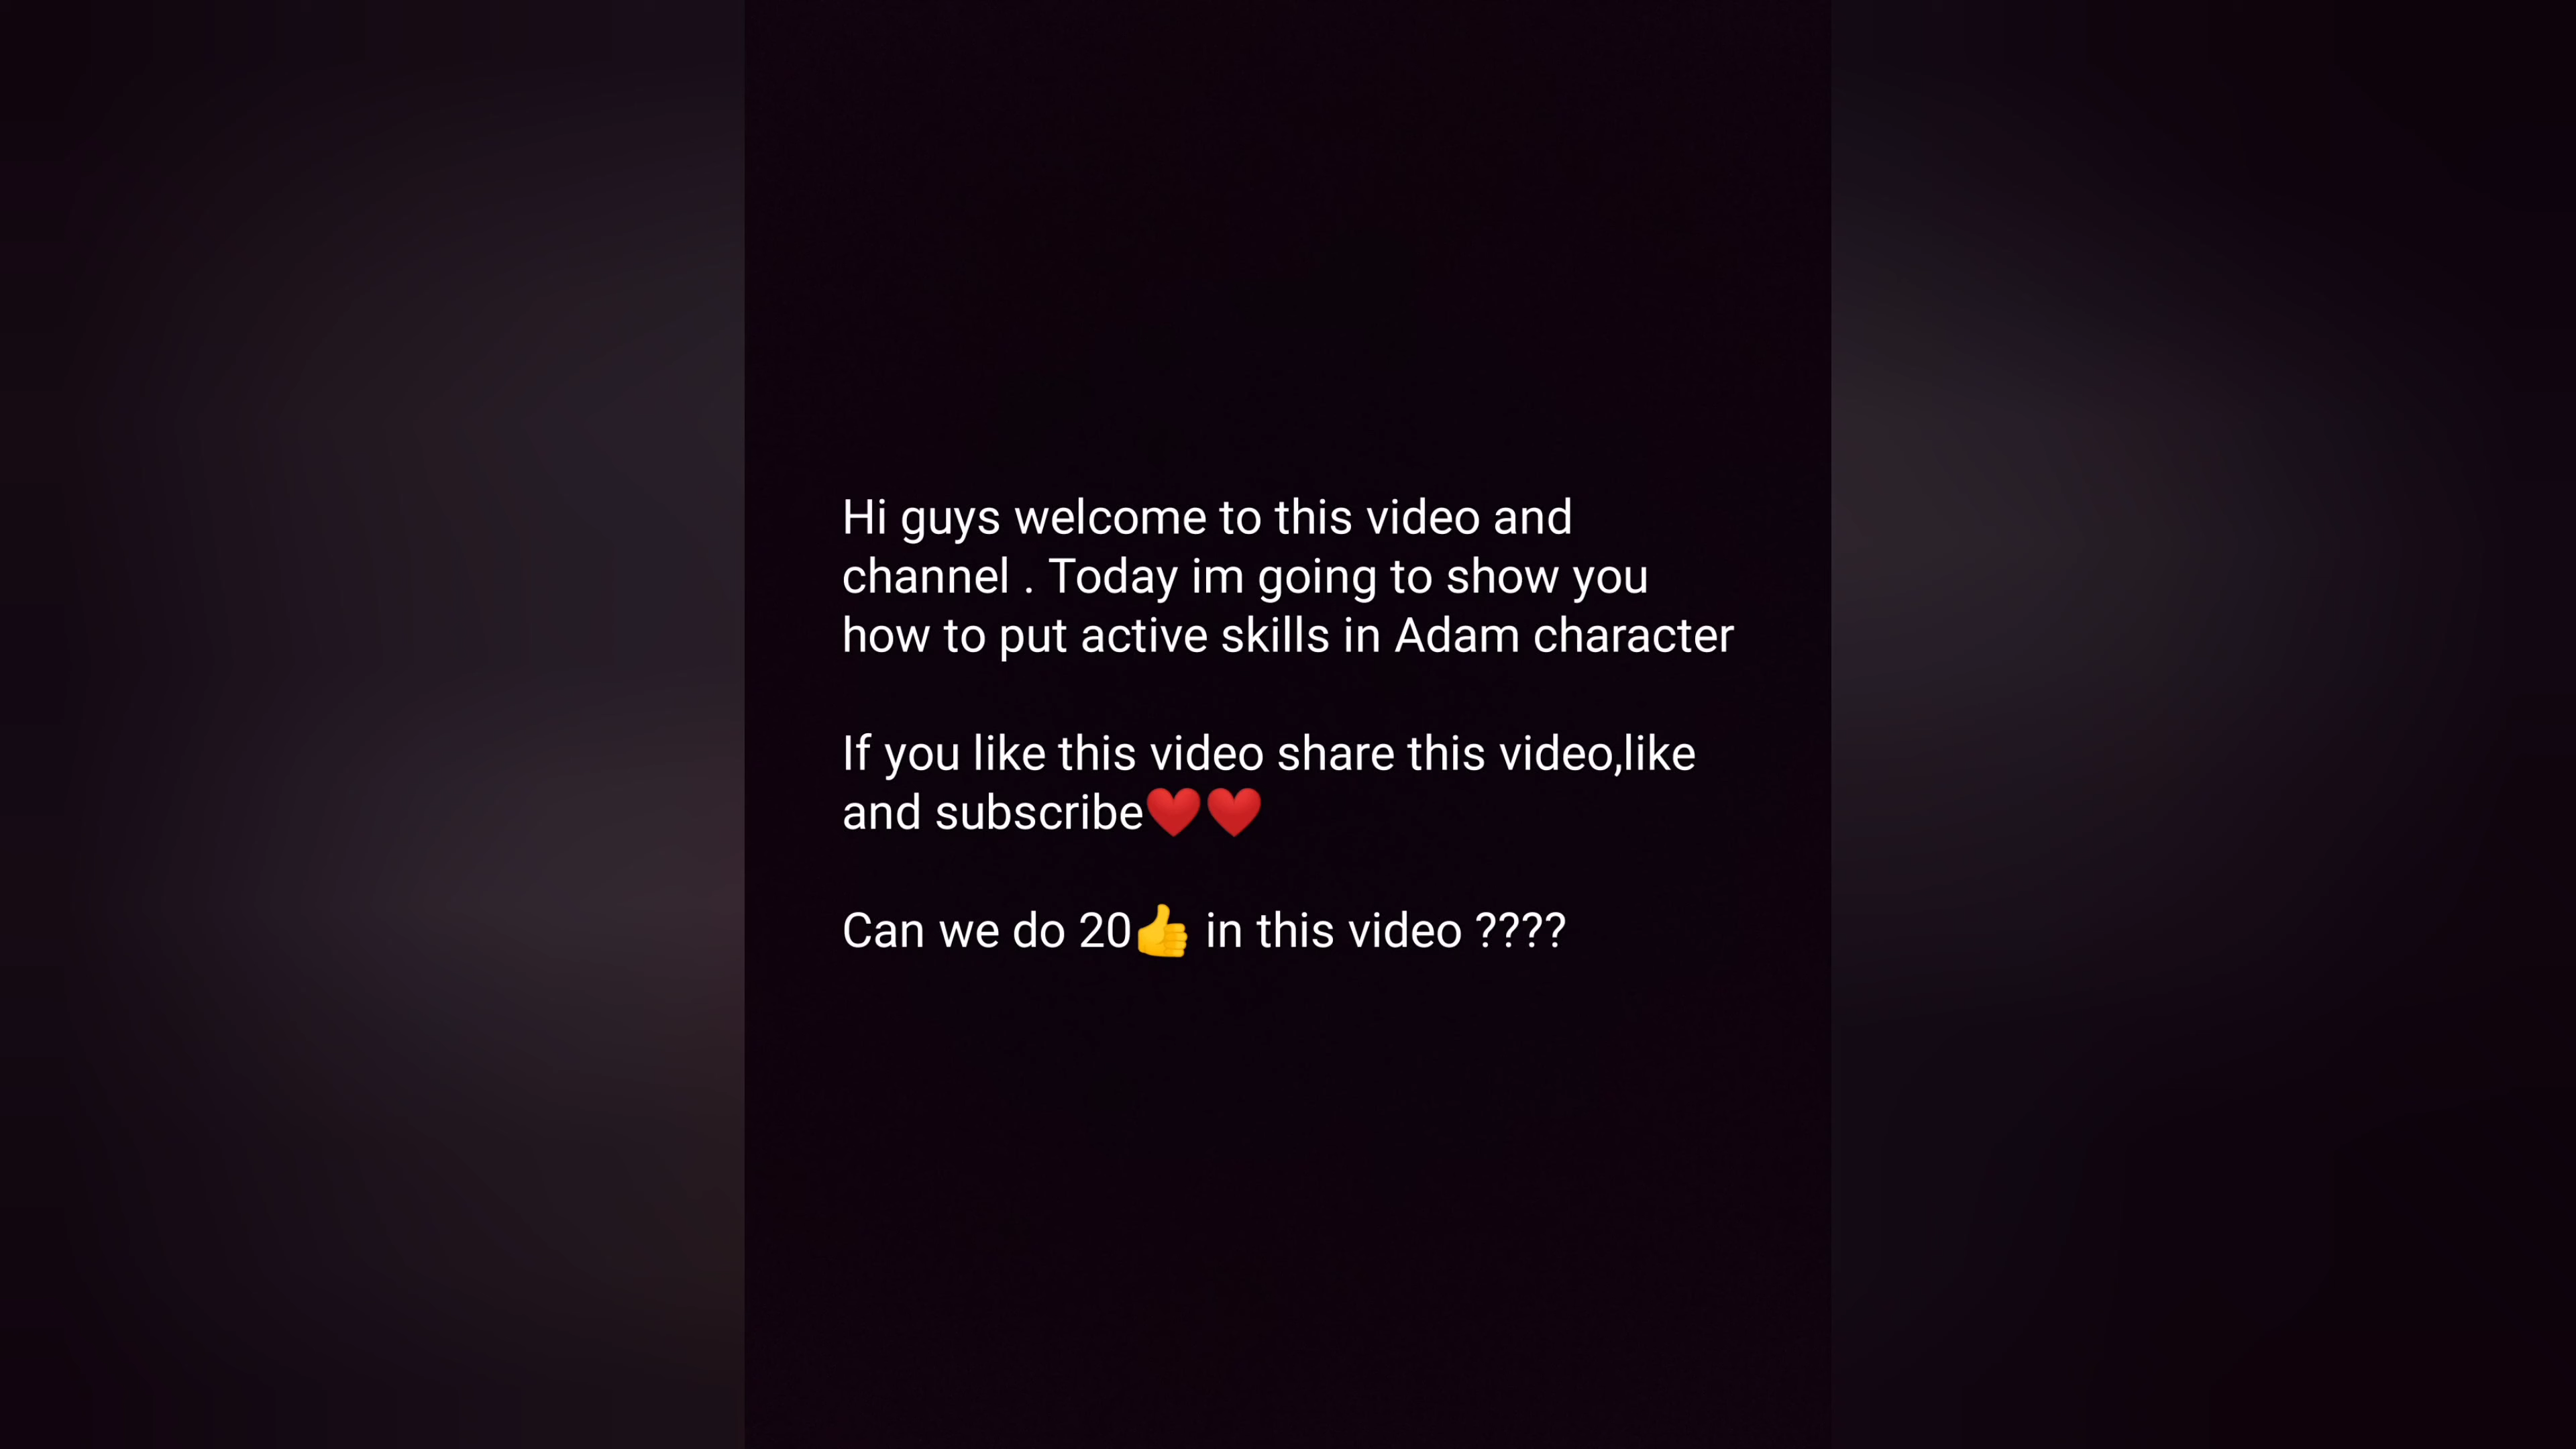 Hi guys welcome to this video and
channel . Today im going to show you
how to put active skills in Adam character
If you like this video share this video,like
and subscribe❤️❤️
Can we do 20👍 in this video ????